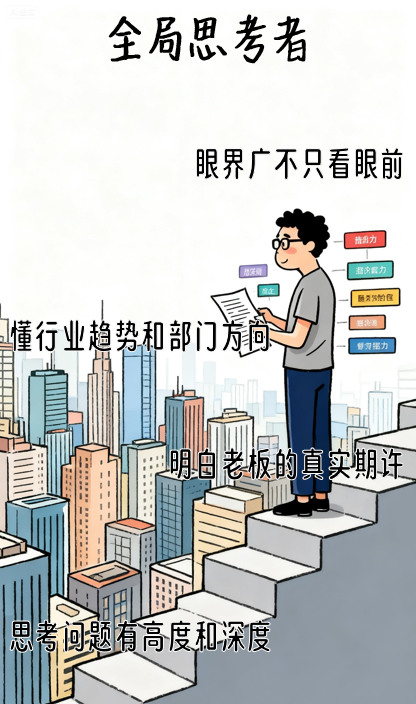 全局思考者
眼界广不只看眼前
懂行业趋势和部门方向
明白老板的真实期许
思考问题有高度和深度